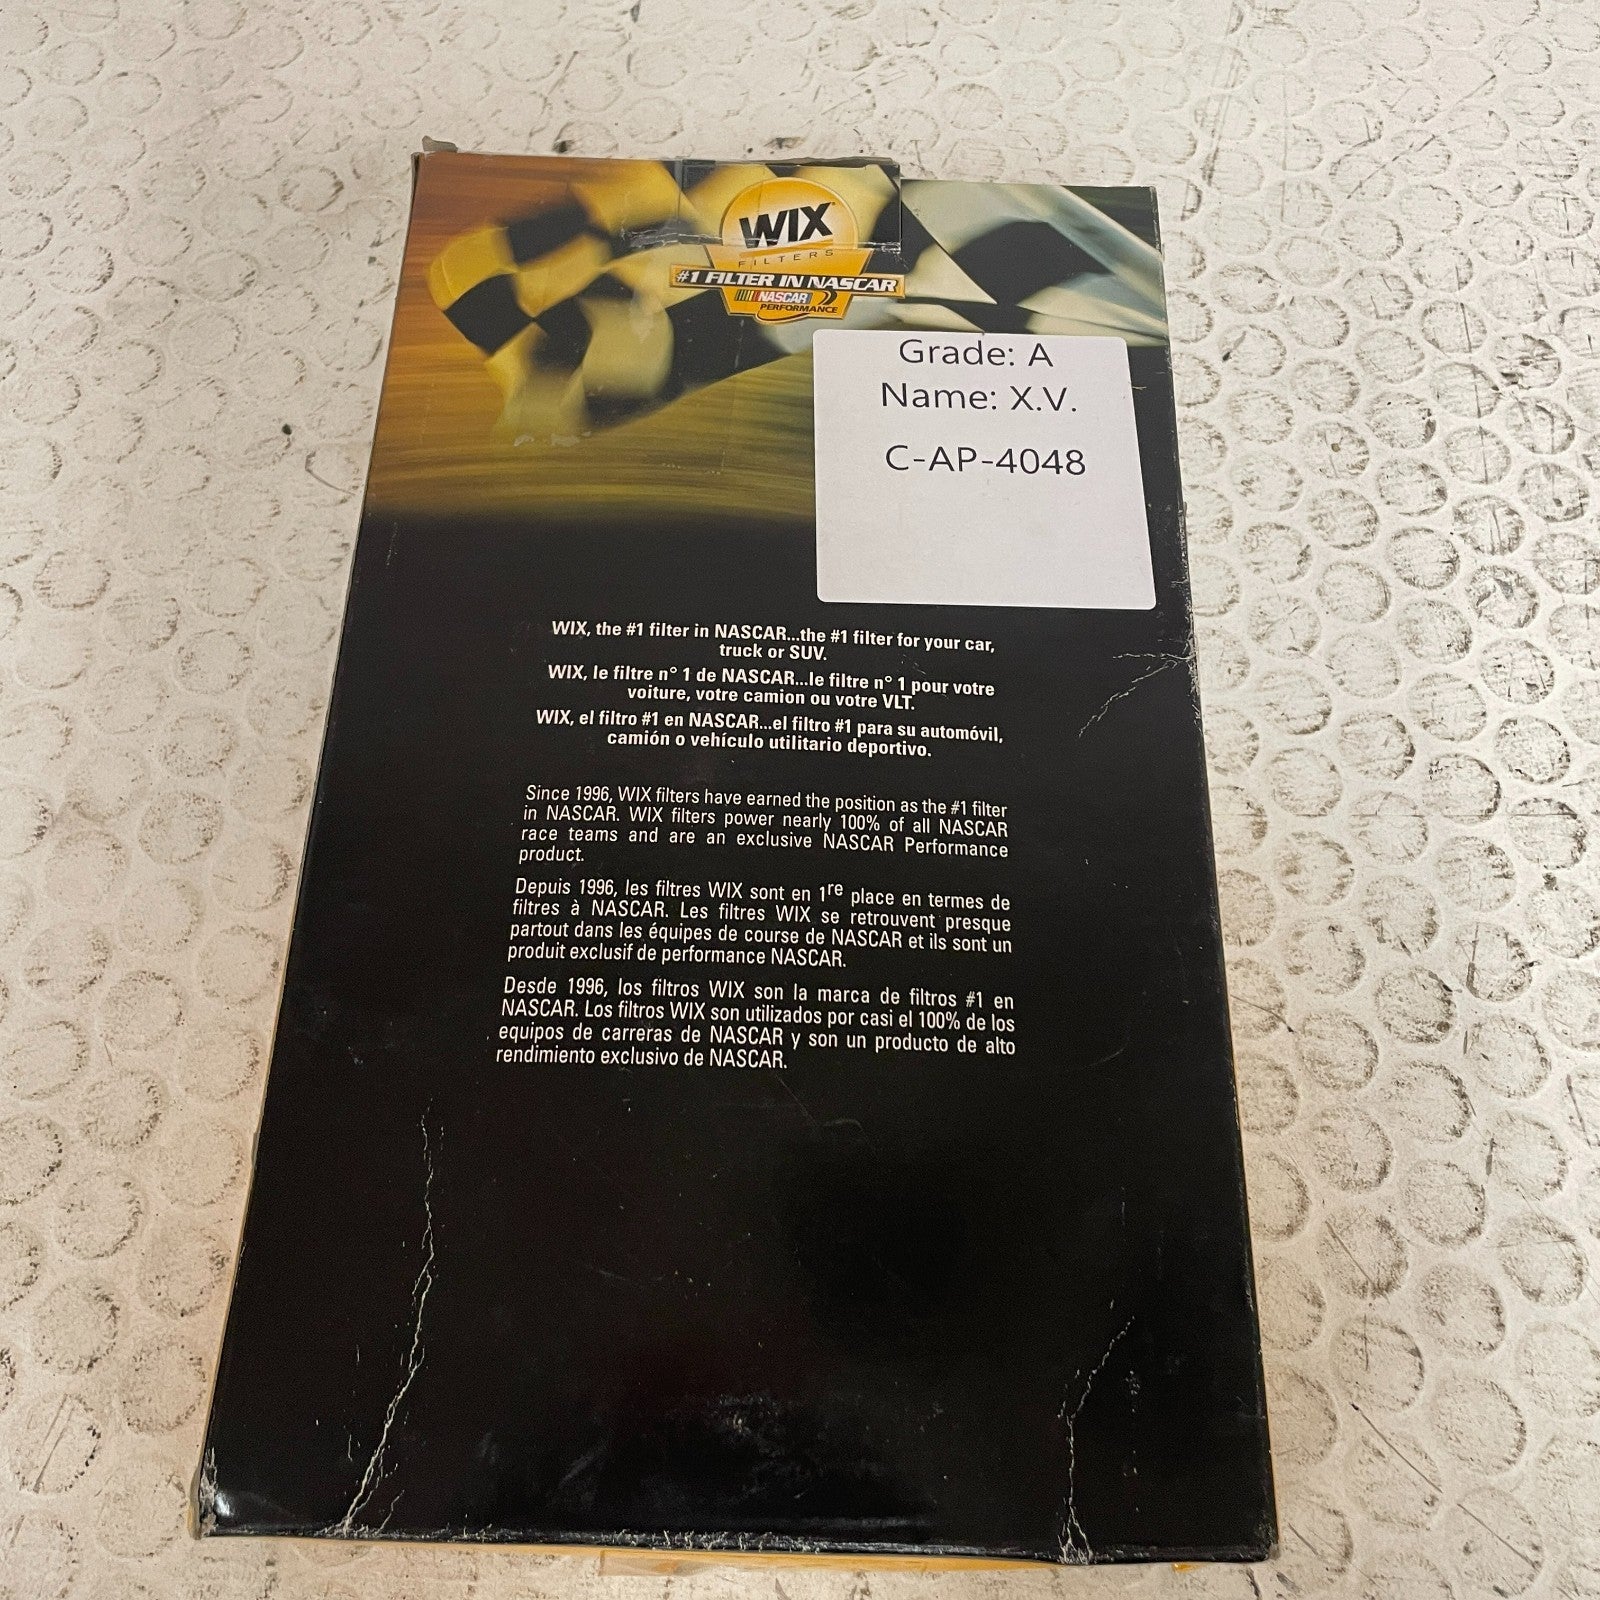 WIX
FILTERS
#1 FILTER IN NASCAR
NASCAR
PERFORMANCE
Grade: A
Name: X.V.
C-AP-4048
WIX, the #1 filter in NASCAR...the #1 filter for your car,
truck or SUV.
WIX, le filtre n° 1 de NASCAR...le filtre n° 1 pour votre
voiture, votre camion ou votre VLT.
WIX, el filtro #1 en NASCAR...el filtro #1 para su automóvil,
camión o vehículo utilitario deportivo.
Since 1996, WIX filters have earned the position as the #1 filter
in NASCAR. WIX filters power nearly 100% of all NASCAR
race teams and are an exclusive NASCAR Performance
product.
Depuis 1996, les filtres WIX sont en 1re place en termes de
filtres à NASCAR. Les filtres WIX se retrouvent presque
partout dans les équipes de course de NASCAR et ils sont un
produit exclusif de performance NASCAR.
Desde 1996, los filtros WIX son la marca de filtros #1 en
NASCAR. Los filtros WIX son utilizados por casi el 100% de los
equipos de carreras de NASCAR y son un producto de alto
rendimiento exclusivo de NASCAR.